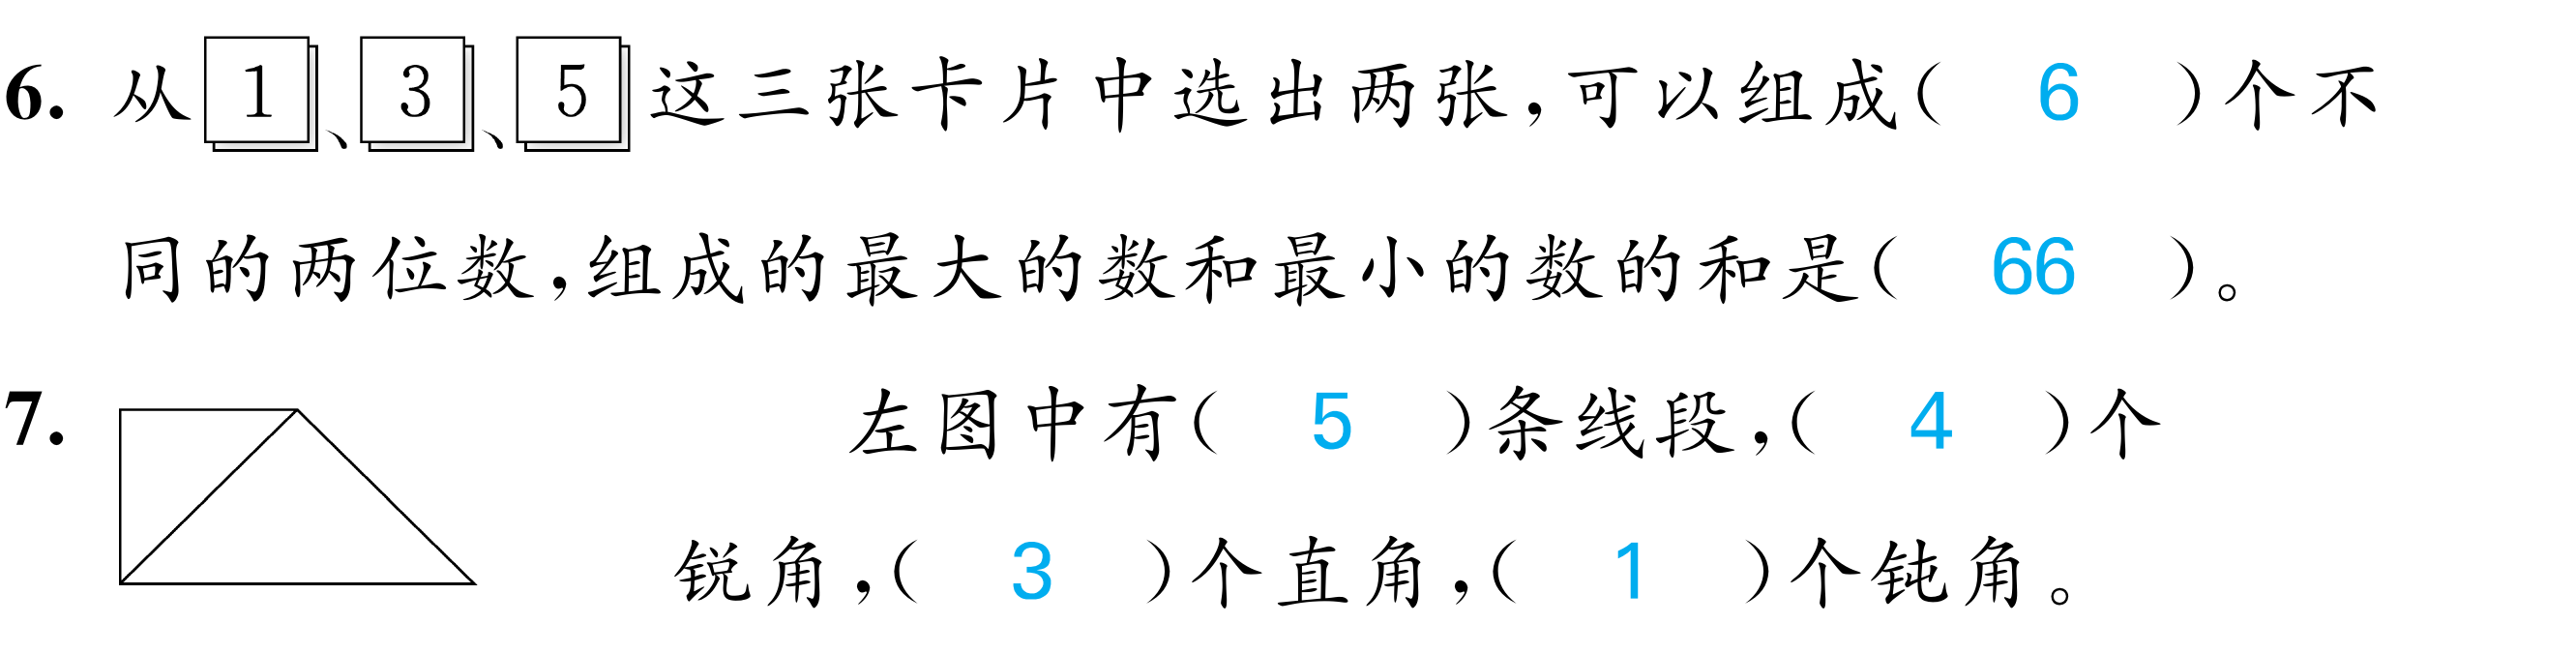 6. 从1、3、5这三张卡片中选出两张,可以组成( 6 )个不
同的两位数,组成的最大的数和最小的数的和是( 66 )。
7. 左图中有( 5 )条线段,( 4 )个
锐角,( 3 )个直角,( 1 )个钝角。